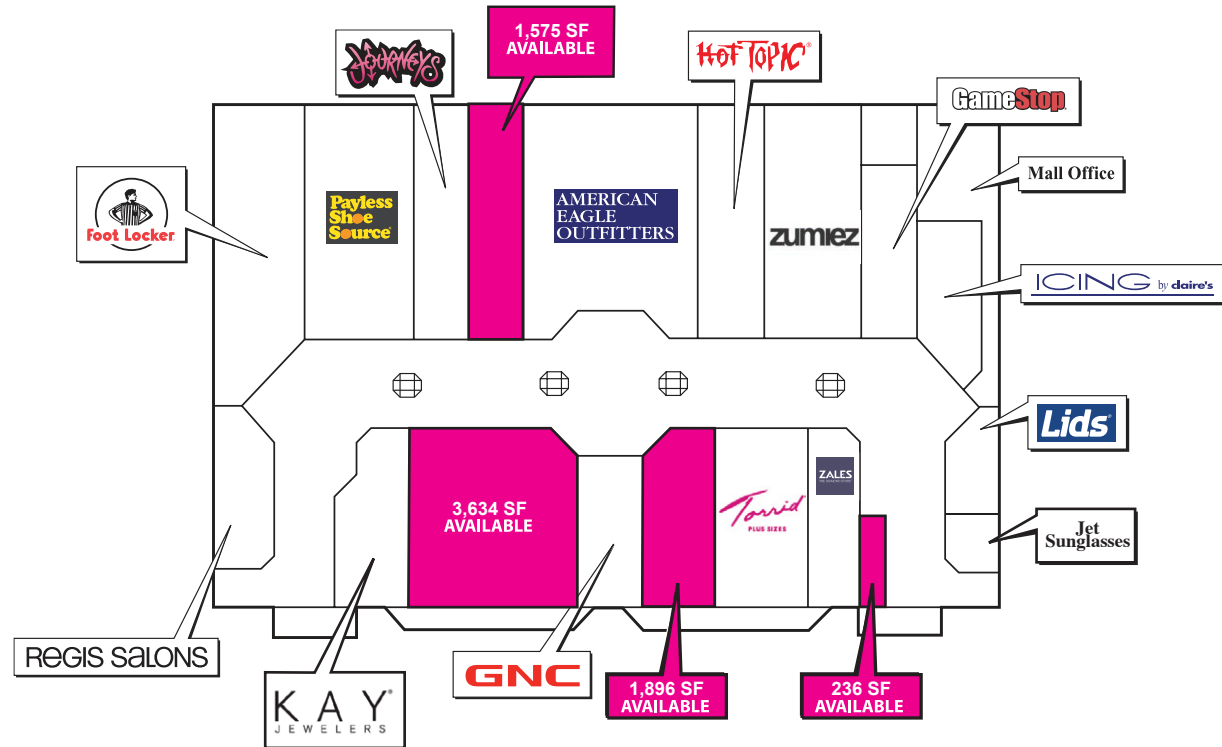 JOURNEYS
1,575 SF
AVAILABLE
HOT TOPIC®
GameStop
Mall Office
Foot Locker
Payless
Shoe
Source
AMERICAN
EAGLE
OUTFITTERS
zumiez
ICING by claire's
Lids®
3,634 SF
AVAILABLE
Torrid
PLUS SIZES
ZALES
Jet
Sunglasses
REGIS SALONS
KAY®
JEWELERS
GNC
1,896 SF
AVAILABLE
236 SF
AVAILABLE